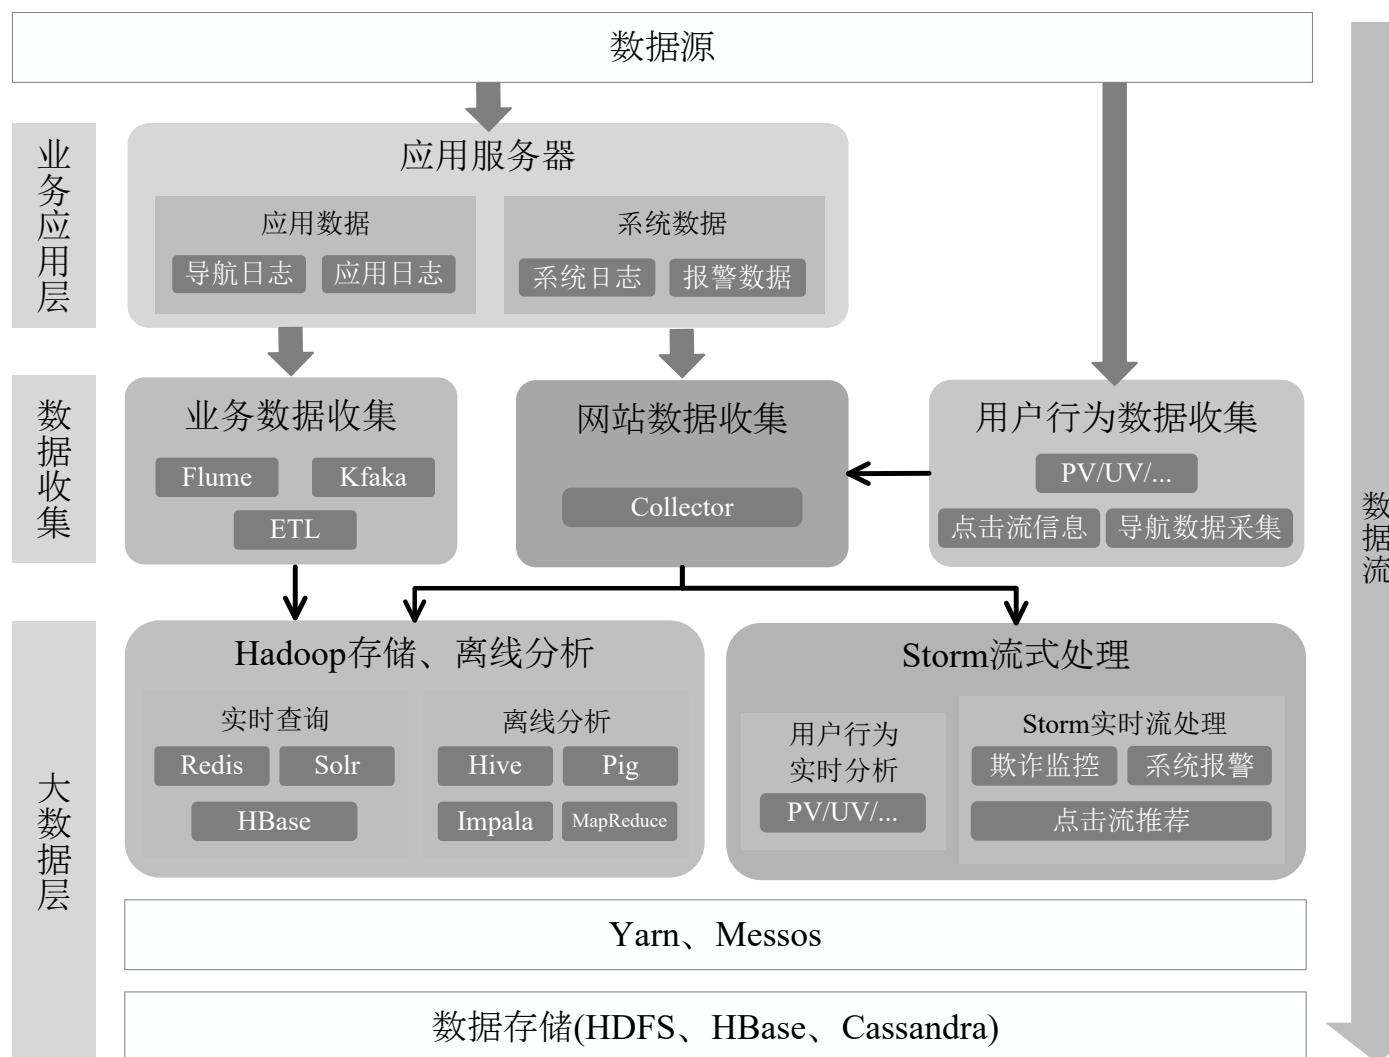 数据源
业务应用层
应用服务器
应用数据
导航日志
应用日志
系统数据
系统日志
报警数据
数据收集
业务数据收集
Flume
Kfaka
ETL
网站数据收集
Collector
用户行为数据收集
PV/UV/...
点击流信息
导航数据采集
数据流
大数据层
Hadoop存储、离线分析
实时查询
Redis
Solr
HBase
离线分析
Hive
Pig
Impala
MapReduce
Storm流式处理
用户行为
实时分析
PV/UV/...
Storm实时流处理
欺诈监控
系统报警
点击流推荐
Yarn、Messos
数据存储(HDFS、HBase、Cassandra)